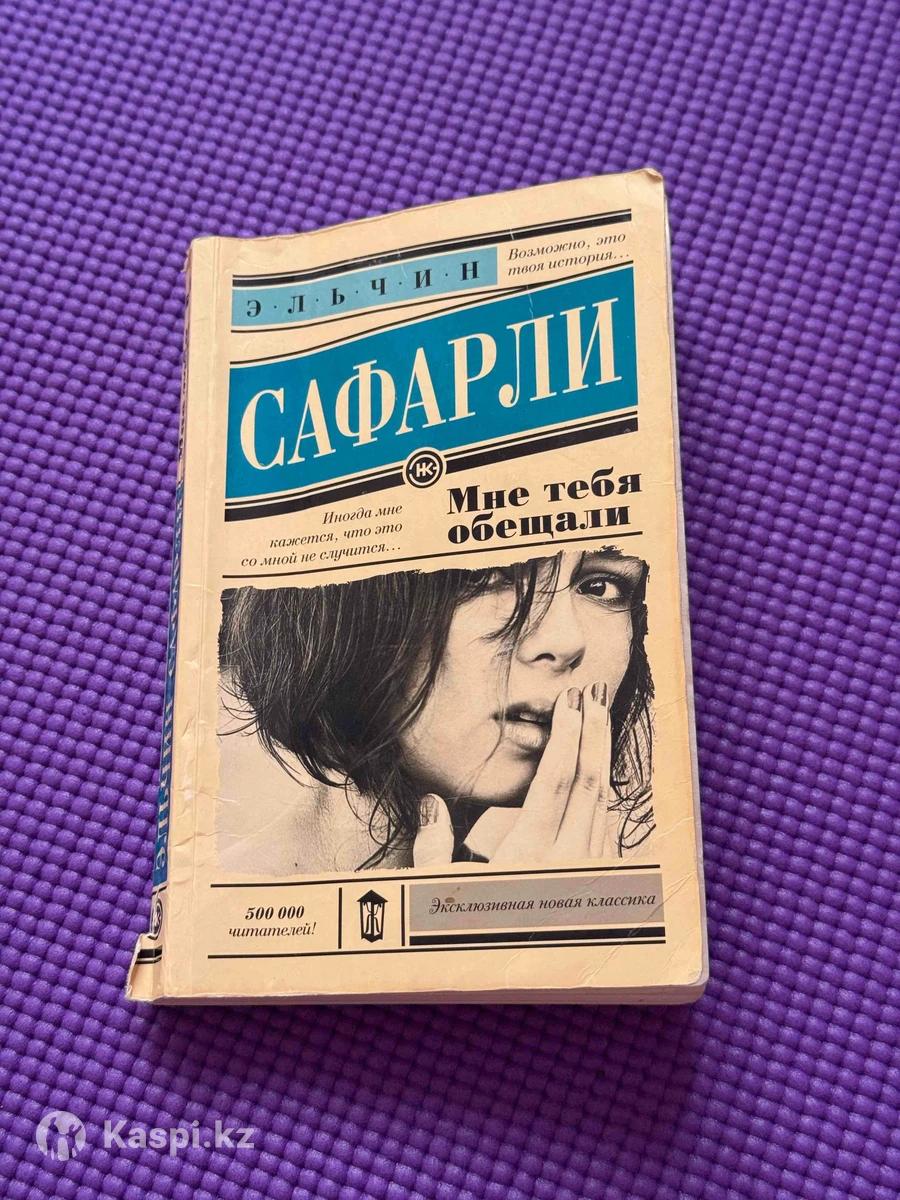 Э·Л·Ь·Ч·И·Н
Возможно, это
твоя история...
САФАРЛИ
НК
Мне тебя
обещали
Иногда мне
кажется, что это
со мной не случится...
500 000
читателей!
Ж
Эксклюзивная новая классика
Kaspi.kz